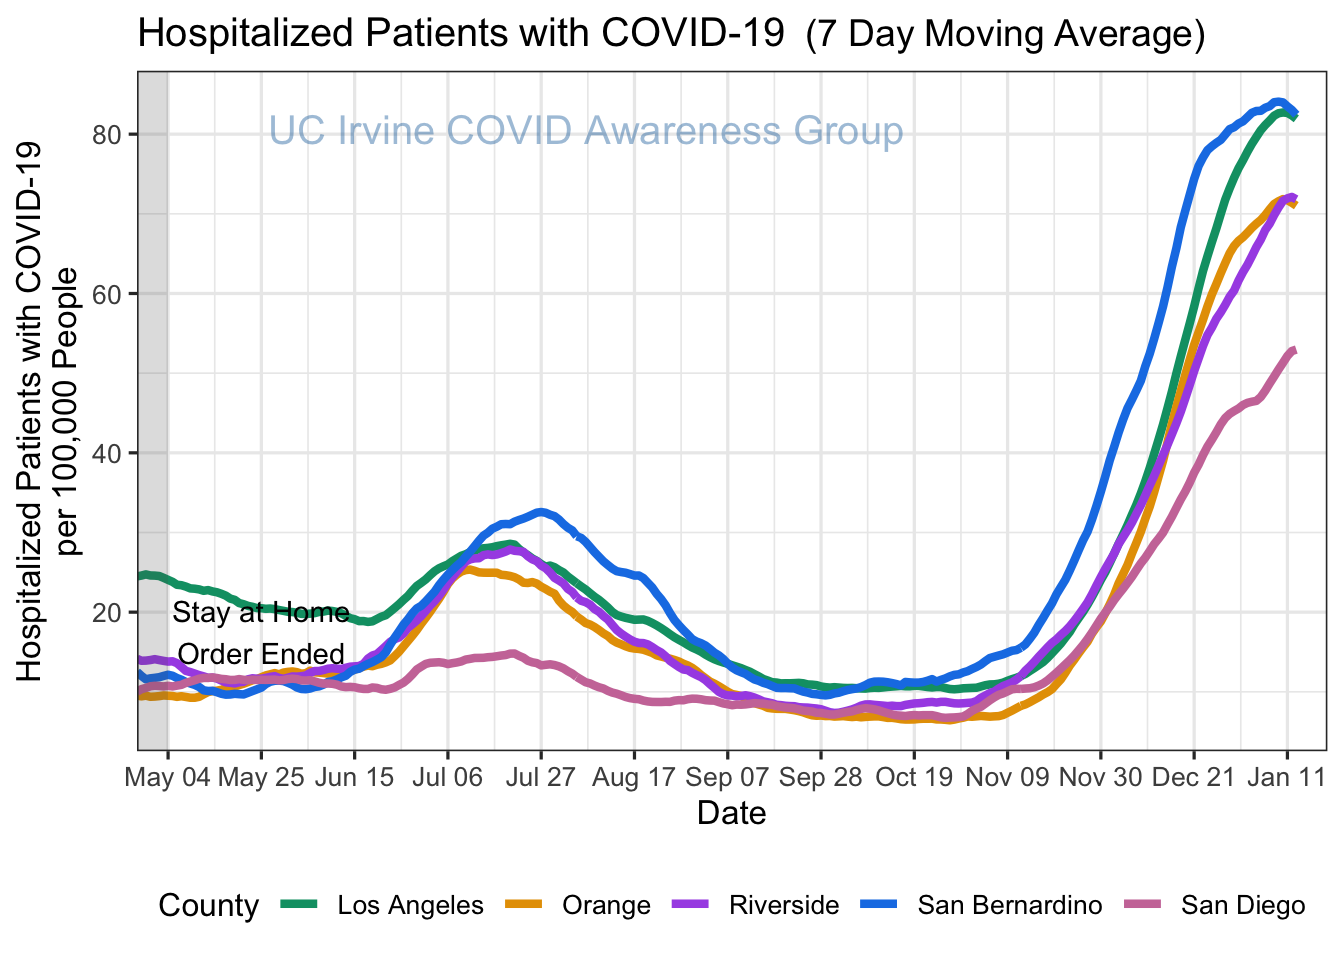 Hospitalized Patients with COVID-19 (7 Day Moving Average)
Hospitalized Patients with COVID-19
per 100,000 People
80
60
40
20
UC Irvine COVID Awareness Group
Stay at Home
Order Ended
May 04 May 25 Jun 15 Jul 06 Jul 27 Aug 17 Sep 07 Sep 28 Oct 19 Nov 09 Nov 30 Dec 21 Jan 11
Date
County Los Angeles Orange Riverside San Bernardino San Diego